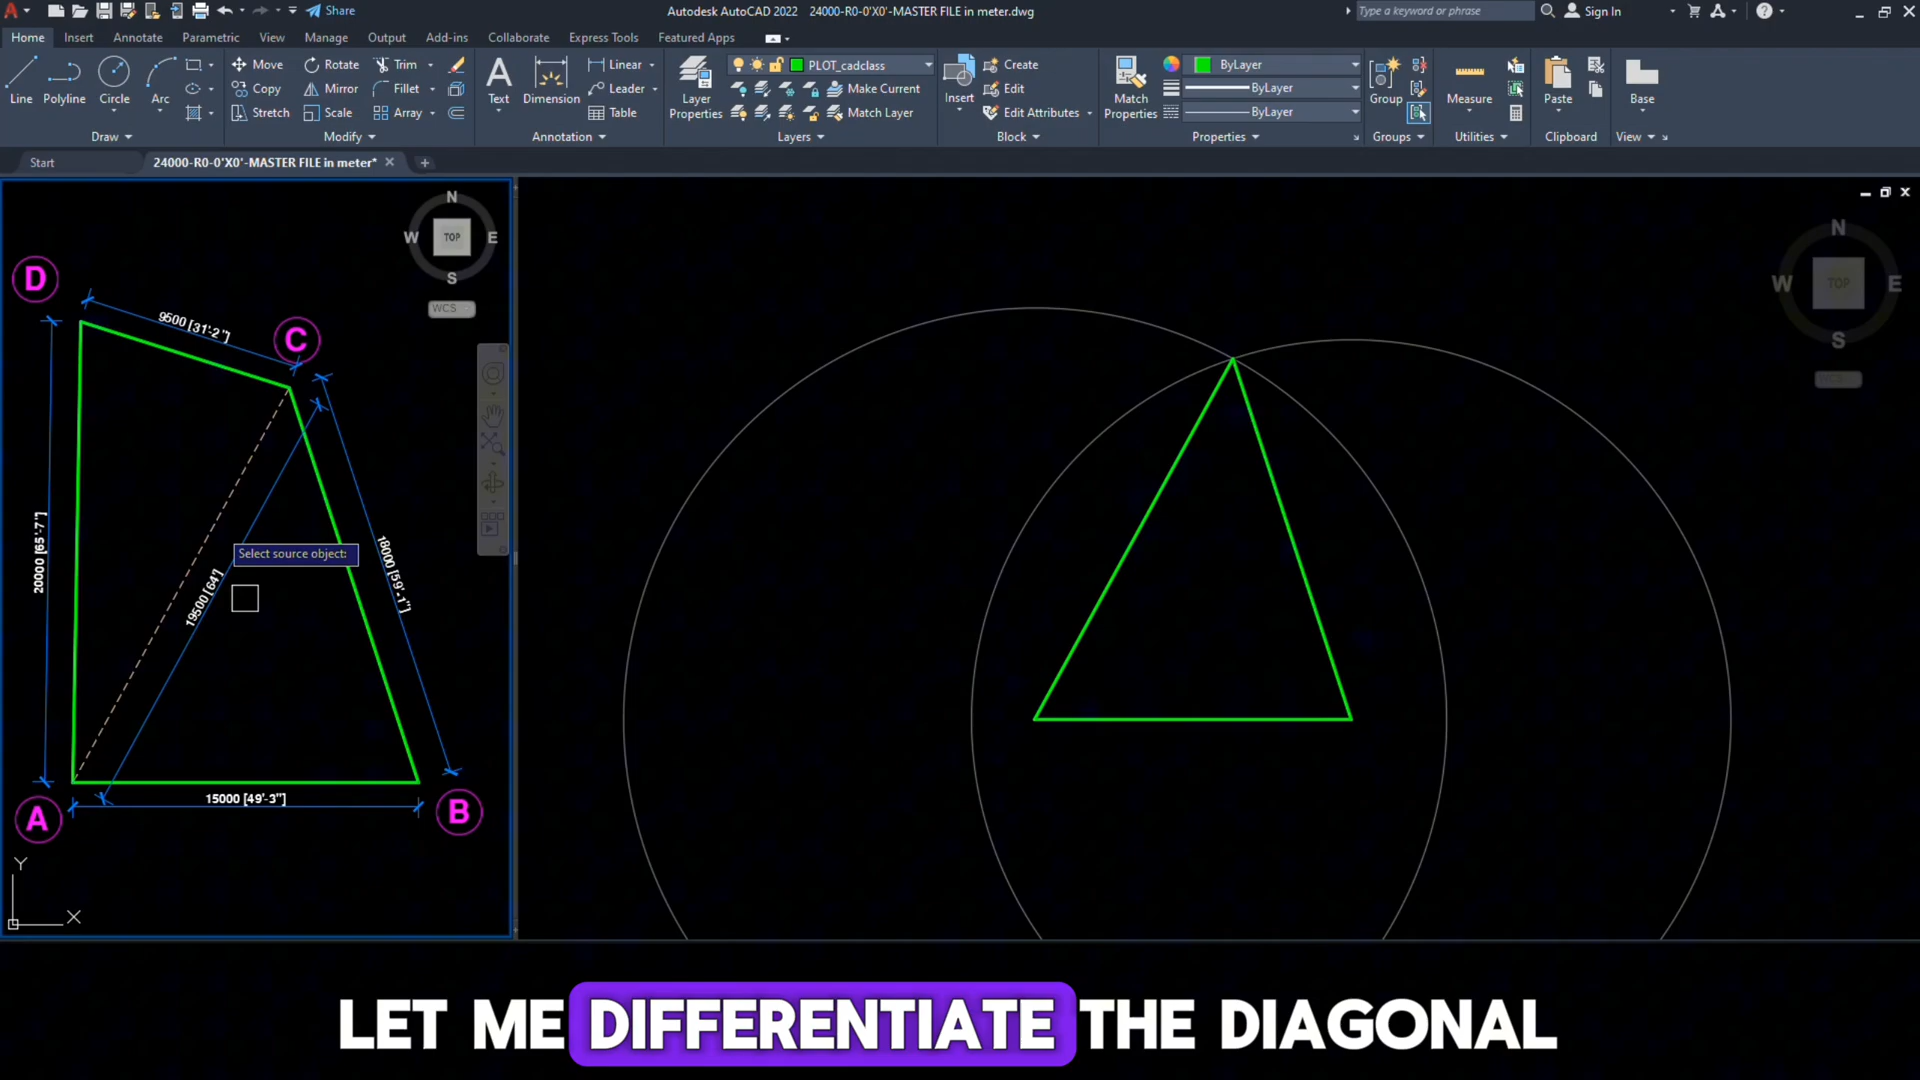 Share
Autodesk AutoCAD 2022 24000-R0-0'X0'-MASTER FILE in meter.dwg
Type a keyword or phrase
Sign In
Home Insert Annotate Parametric View Manage Output Add-ins Collaborate Express Tools Featured Apps
Line Polyline Circle Arc
Move Rotate Trim
Copy Mirror Fillet
Stretch Scale Array
Text Dimension
Linear
Leader
Table
Layer Properties
PLOT_cadclass
Make Current
Match Layer
Insert
Create
Edit
Edit Attributes
Match Properties
ByLayer
ByLayer
ByLayer
Group
Measure
Paste
Base
Draw Modify Annotation Layers Block Properties Groups Utilities Clipboard View
Start 24000-R0-0'X0'-MASTER FILE in meter*
N
W TOP E
S
WCS
N
W TOP E
S
WCS
D
9500 [31'-2"]
C
20000 [65'-7"]
Select source object:
18000 [59'-1"]
19500 [64']
15000 [49'-3"]
A
B
Y
X
LET ME DIFFERENTIATE THE DIAGONAL